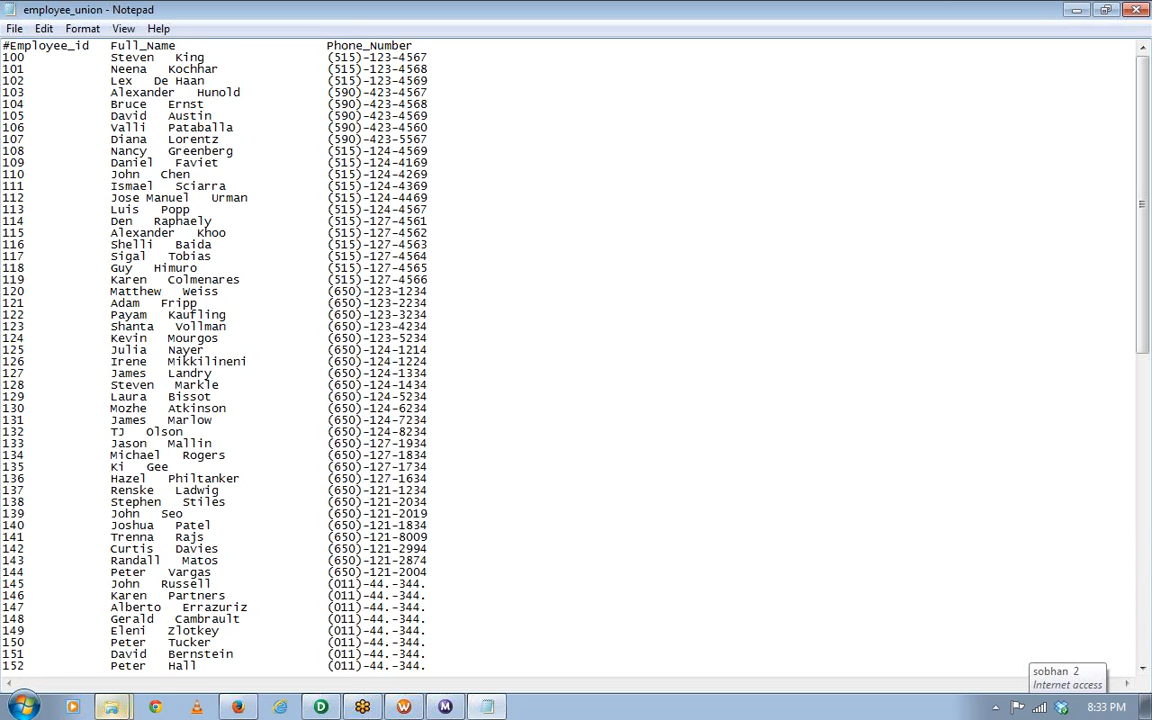 employee_union - Notepad
File Edit Format View Help
#Employee_id Full_Name Phone_Number
100 Steven King (515)-123-4567
101 Neena Kochhar (515)-123-4568
102 Lex De Haan (515)-123-4569
103 Alexander Hunold (590)-423-4567
104 Bruce Ernst (590)-423-4568
105 David Austin (590)-423-4569
106 Valli Pataballa (590)-423-4560
107 Diana Lorentz (590)-423-5567
108 Nancy Greenberg (515)-124-4569
109 Daniel Faviet (515)-124-4169
110 John Chen (515)-124-4269
111 Ismael Sciarra (515)-124-4369
112 Jose Manuel Urman (515)-124-4469
113 Luis Popp (515)-124-4567
114 Den Raphaely (515)-127-4561
115 Alexander Khoo (515)-127-4562
116 Shelli Baida (515)-127-4563
117 Sigal Tobias (515)-127-4564
118 Guy Himuro (515)-127-4565
119 Karen Colmenares (515)-127-4566
120 Matthew Weiss (650)-123-1234
121 Adam Fripp (650)-123-2234
122 Payam Kaufling (650)-123-3234
123 Shanta Vollman (650)-123-4234
124 Kevin Mourgos (650)-123-5234
125 Julia Nayer (650)-124-1214
126 Irene Mikkilineni (650)-124-1224
127 James Landry (650)-124-1334
128 Steven Markle (650)-124-1434
129 Laura Bissot (650)-124-5234
130 Mozhe Atkinson (650)-124-6234
131 James Marlow (650)-124-7234
132 TJ Olson (650)-124-8234
133 Jason Mallin (650)-127-1934
134 Michael Rogers (650)-127-1834
135 Ki Gee (650)-127-1734
136 Hazel Philtanker (650)-127-1634
137 Renske Ladwig (650)-121-1234
138 Stephen Stiles (650)-121-2034
139 John Seo (650)-121-2019
140 Joshua Patel (650)-121-1834
141 Trenna Rajs (650)-121-8009
142 Curtis Davies (650)-121-2994
143 Randall Matos (650)-121-2874
144 Peter Vargas (650)-121-2004
145 John Russell (011)-44.-344.
146 Karen Partners (011)-44.-344.
147 Alberto Errazuriz (011)-44.-344.
148 Gerald Cambrault (011)-44.-344.
149 Eleni Zlotkey (011)-44.-344.
150 Peter Tucker (011)-44.-344.
151 David Bernstein (011)-44.-344.
152 Peter Hall (011)-44.-344.
sobhan 2
Internet access
D W M
8:33 PM